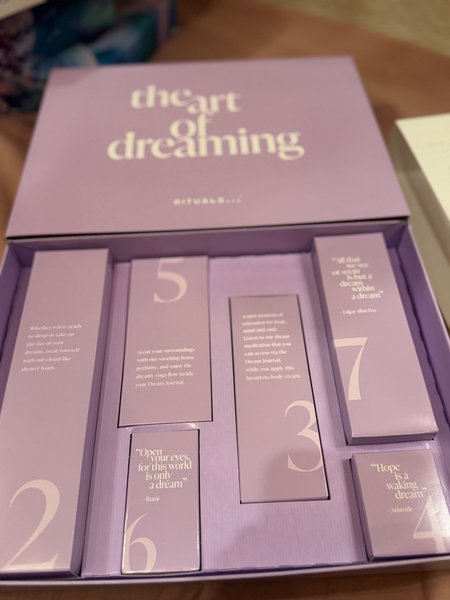 the art
of
dreaming
RITUALS...
Whether you're ready
to sleep or take on
the day of your
dreams, treat yourself
with our cloud-like
shower foam.
2
5
Scent your surroundings
with our soothing home
perfume, and enjoy the
dreamy yoga flow inside
your Dream Journal.
"Open
your eyes,
for this world
is only
a dream"
- Rumi
6
A quiet moment of
relaxation for body,
mind and soul:
Listen to our dream
meditation that you
can access via the
Dream Journal,
while you apply this
luxurious body cream.
3
"All that
we see
or seem
is but a
dream
within
a dream"
- Edgar Allan Poe
7
"Hope
is a
waking
dream"
- Aristotle
4